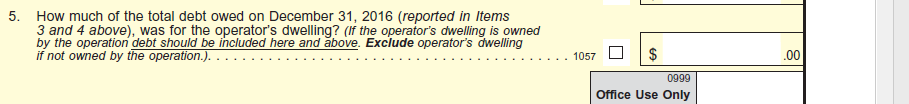 5. How much of the total debt owed on December 31, 2016 (reported in Items
3 and 4 above), was for the operator's dwelling? (If the operator's dwelling is owned
by the operation debt should be included here and above. Exclude operator's dwelling
if not owned by the operation.). . . . . . . . . . . . . . . . . . . . . . . . . . . . . . . . . . . . . . . . . . 1057 $ .00
0999
Office Use Only